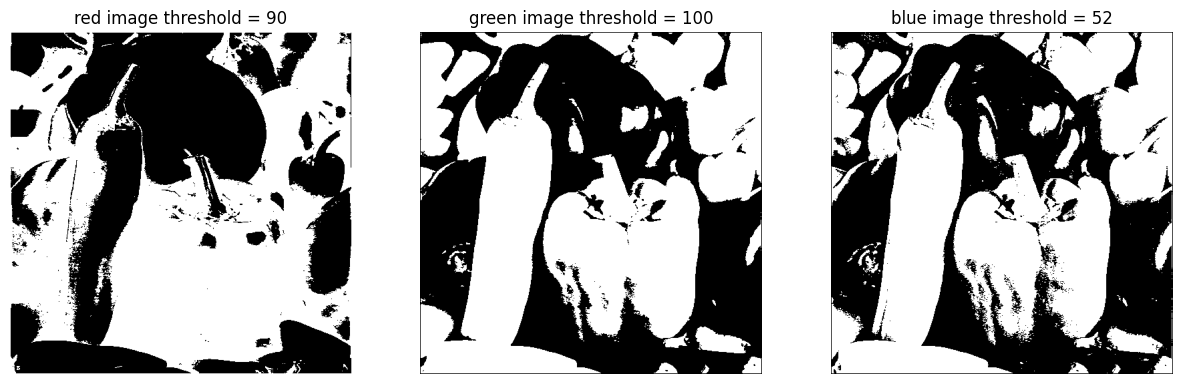 red image threshold = 90
green image threshold = 100
blue image threshold = 52